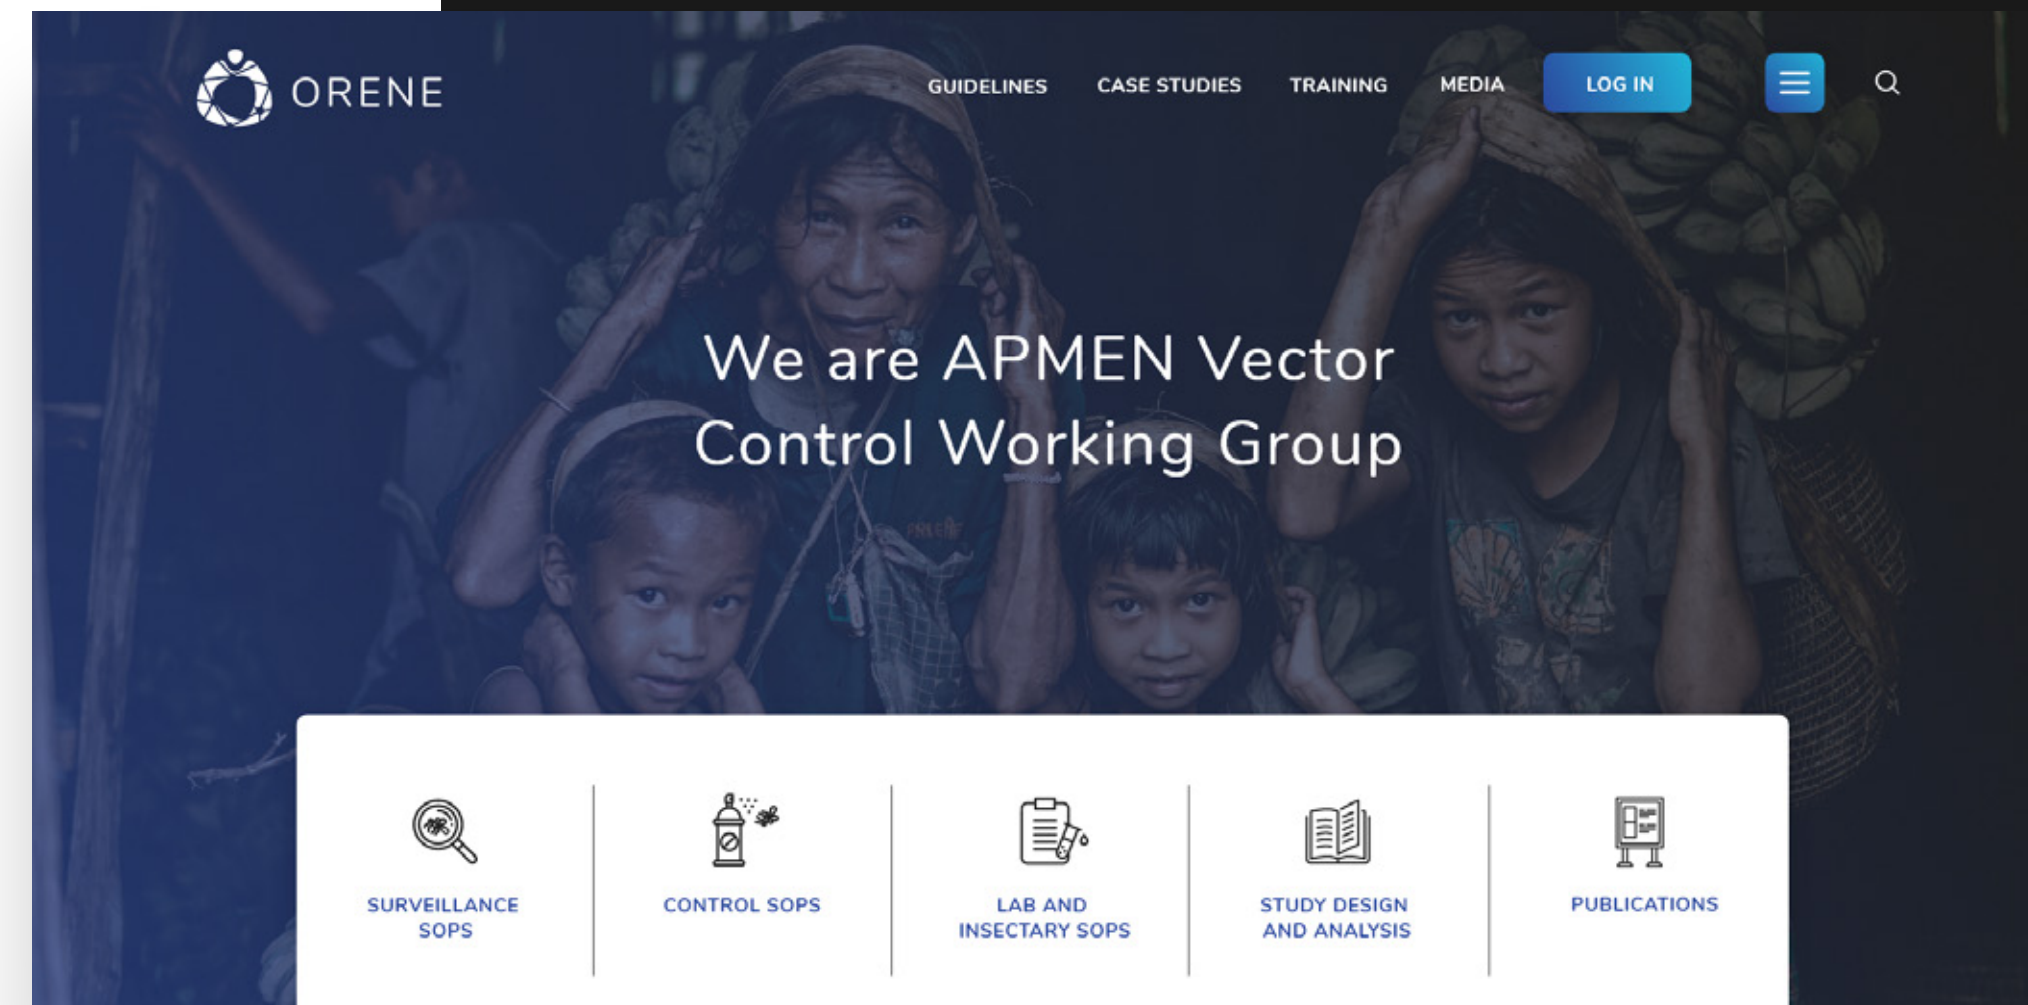 ORENE
GUIDELINES
CASE STUDIES
TRAINING
MEDIA
LOG IN
We are APMEN Vector
Control Working Group
SURVEILLANCE
SOPS
CONTROL SOPS
LAB AND
INSECTARY SOPS
STUDY DESIGN
AND ANALYSIS
PUBLICATIONS